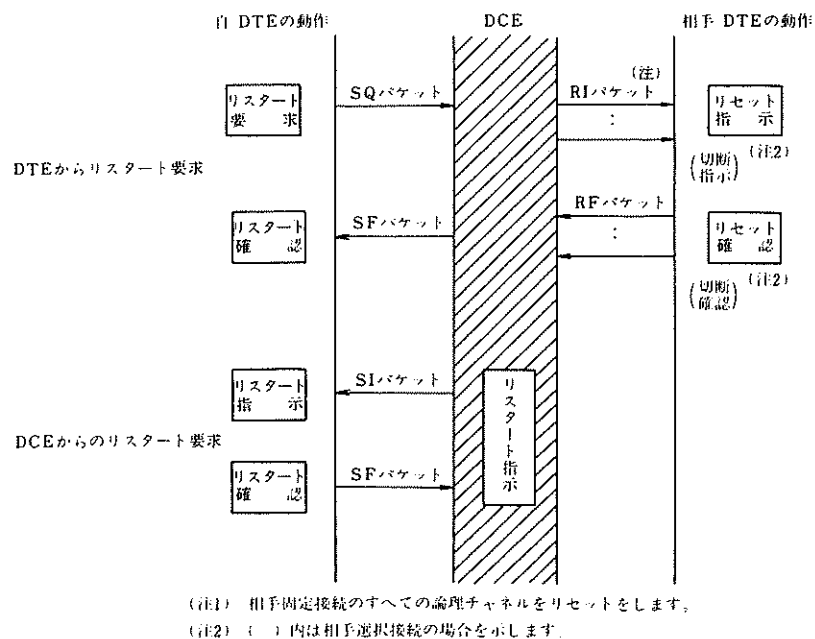 自 DTEの動作 DCE 相手 DTEの動作
(注)
リスタート要求 SQパケット RIパケット リセット指示
:
DTEからリスタート要求 (切断指示) (注2)
リスタート確認 SFパケット RFパケット リセット確認
:
(切断確認) (注2)
リスタート指示 SIパケット リスタート指示
DCEからのリスタート要求
リスタート確認 SFパケット
(注1) 相手固定接続のすべての論理チャネルをリセットをします。
(注2) ( )内は相手選択接続の場合を示します.